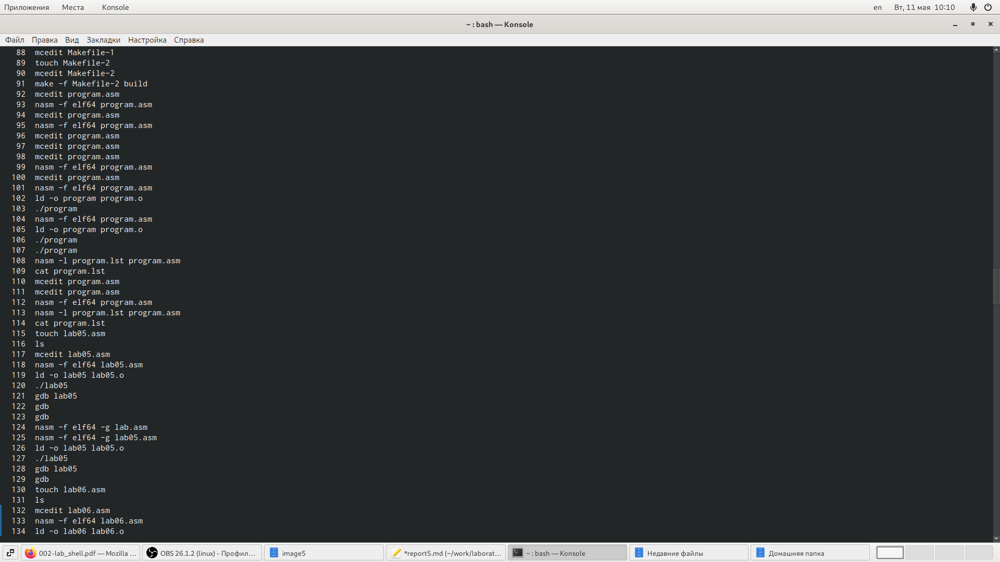 Приложения Места Konsole en Вт, 11 мая 10:10
~ : bash — Konsole
Файл Правка Вид Закладки Настройка Справка
88 mcedit Makefile-1
89 touch Makefile-2
90 mcedit Makefile-2
91 make -f Makefile-2 build
92 mcedit program.asm
93 nasm -f elf64 program.asm
94 mcedit program.asm
95 nasm -f elf64 program.asm
96 mcedit program.asm
97 mcedit program.asm
98 mcedit program.asm
99 nasm -f elf64 program.asm
100 mcedit program.asm
101 nasm -f elf64 program.asm
102 ld -o program program.o
103 ./program
104 nasm -f elf64 program.asm
105 ld -o program program.o
106 ./program
107 ./program
108 nasm -l program.lst program.asm
109 cat program.lst
110 mcedit program.asm
111 mcedit program.asm
112 nasm -f elf64 program.asm
113 nasm -l program.lst program.asm
114 cat program.lst
115 touch lab05.asm
116 ls
117 mcedit lab05.asm
118 nasm -f elf64 lab05.asm
119 ld -o lab05 lab05.o
120 ./lab05
121 gdb lab05
122 gdb
123 gdb
124 nasm -f elf64 -g lab.asm
125 nasm -f elf64 -g lab05.asm
126 ld -o lab05 lab05.o
127 ./lab05
128 gdb lab05
129 gdb
130 touch lab06.asm
131 ls
132 mcedit lab06.asm
133 nasm -f elf64 lab06.asm
134 ld -o lab06 lab06.o
002-lab_shell.pdf — Mozilla ... OBS 26.1.2 (linux) - Профил... image5 *report5.md (~/work/laborat... ~ : bash — Konsole Недавние файлы Домашняя папка